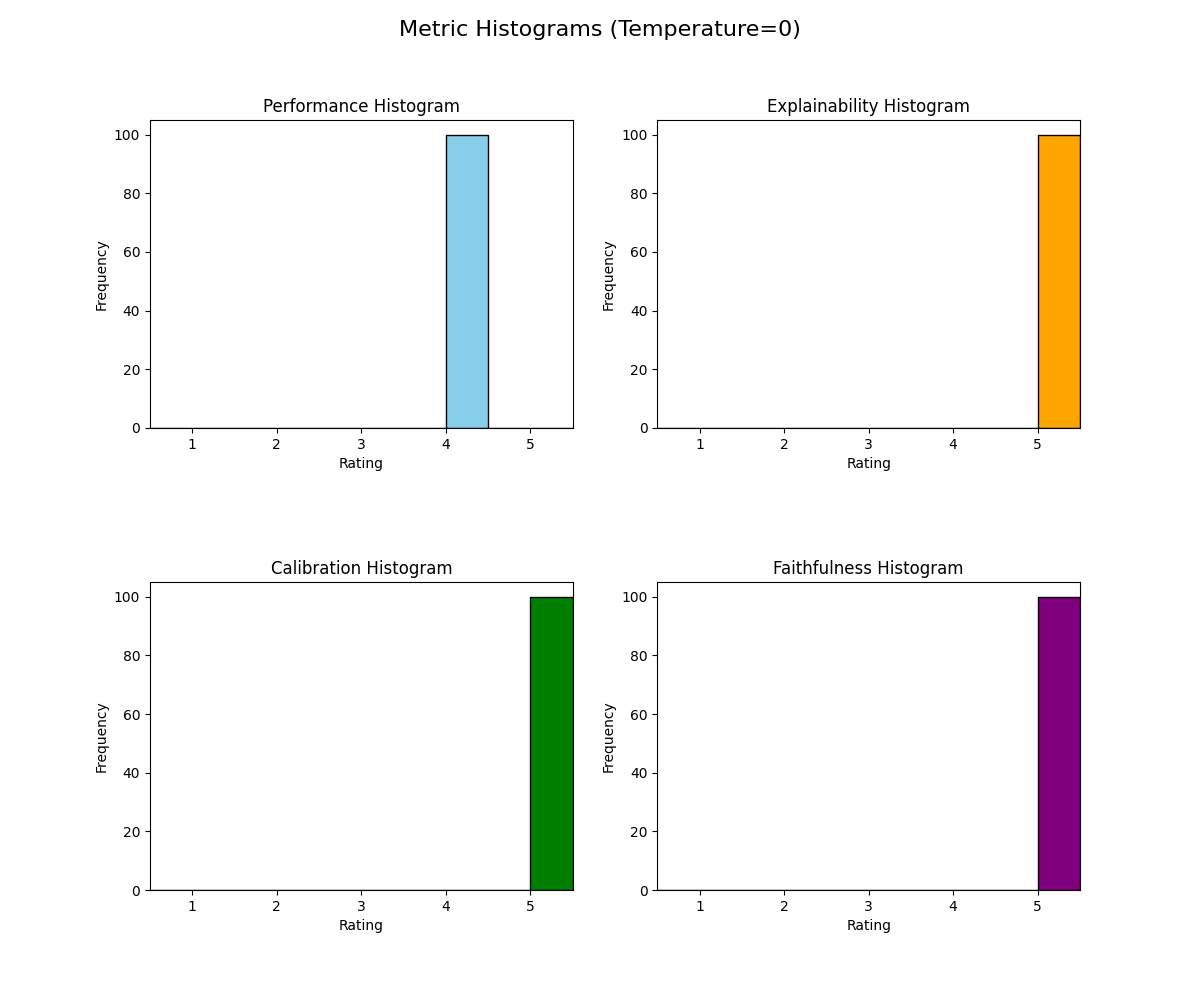 Metric Histograms (Temperature=0)
Performance Histogram
100
80
60
40
20
0
Frequency
1 2 3 4 5
Rating
Explainability Histogram
100
80
60
40
20
0
Frequency
1 2 3 4 5
Rating
Calibration Histogram
100
80
60
40
20
0
Frequency
1 2 3 4 5
Rating
Faithfulness Histogram
100
80
60
40
20
0
Frequency
1 2 3 4 5
Rating